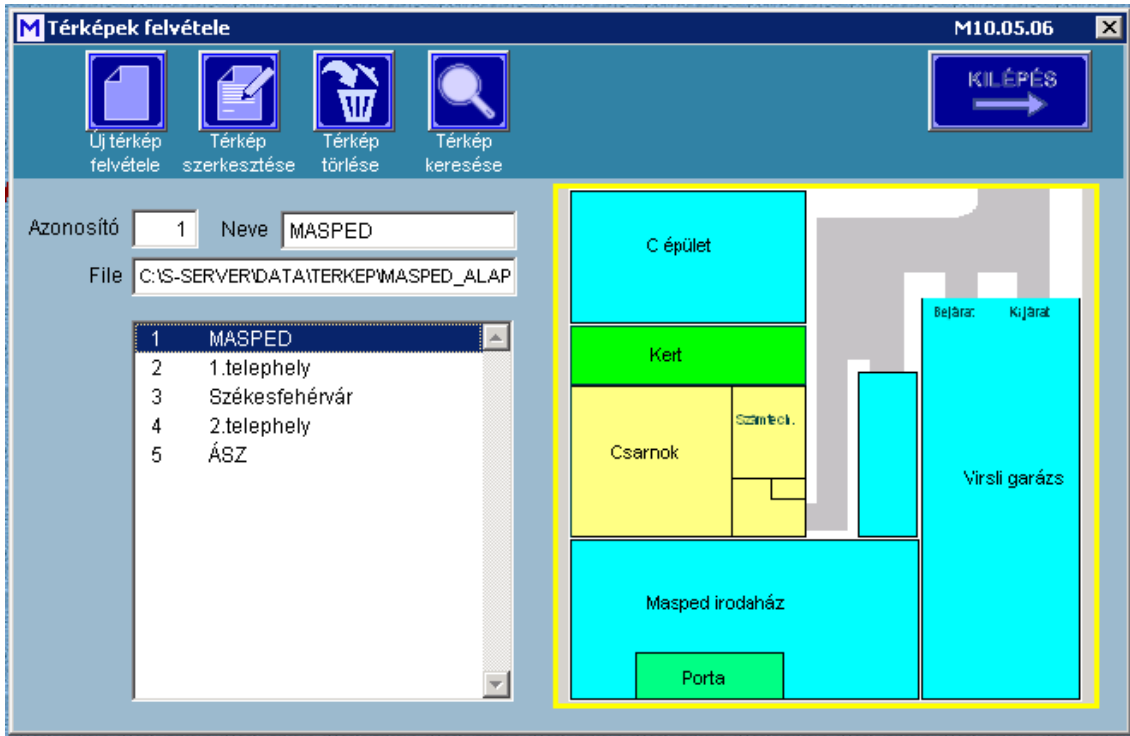 M Térképek felvétele M10.05.06
KILÉPÉS
Új térkép felvétele
Térkép szerkesztése
Térkép törlése
Térkép keresése
Azonosító 1 Neve MASPED
File C:\S-SERVER\DATA\TERKEP\MASPED_ALAP
1 MASPED
2 1.telephely
3 Székesfehérvár
4 2.telephely
5 ÁSZ
C épület
Bejárat Kijárat
Kert
Számtech.
Csarnok
Virsli garázs
Masped irodaház
Porta